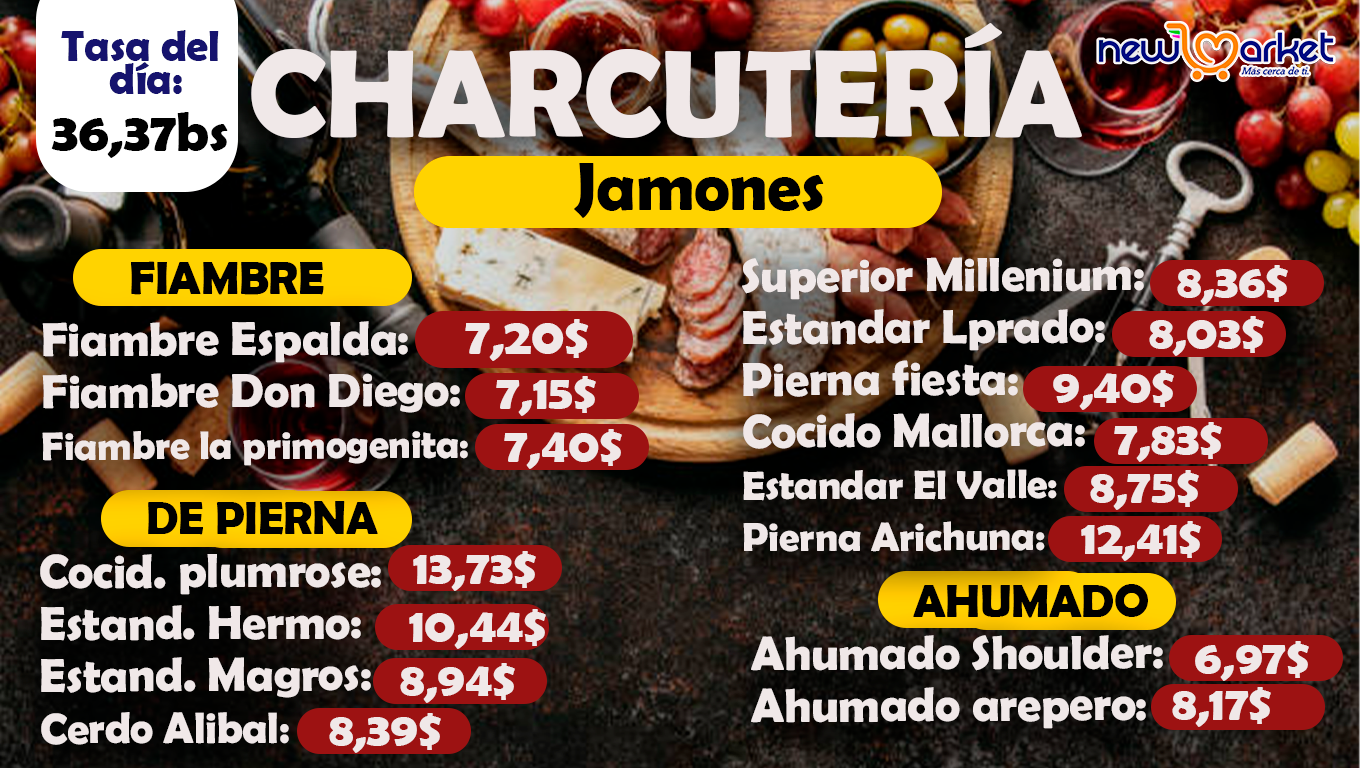 Tasa del
día:
36,37bs
CHARCUTERÍA
new market
Más cerca de ti.
Jamones
FIAMBRE
Fiambre Espalda: 7,20$
Fiambre Don Diego: 7,15$
Fiambre la primogenita: 7,40$
DE PIERNA
Cocid. plumrose: 13,73$
Estand. Hermo: 10,44$
Estand. Magros: 8,94$
Cerdo Alibal: 8,39$
Superior Millenium: 8,36$
Estandar Lprado: 8,03$
Pierna fiesta: 9,40$
Cocido Mallorca: 7,83$
Estandar El Valle: 8,75$
Pierna Arichuna: 12,41$
AHUMADO
Ahumado Shoulder: 6,97$
Ahumado arepero: 8,17$